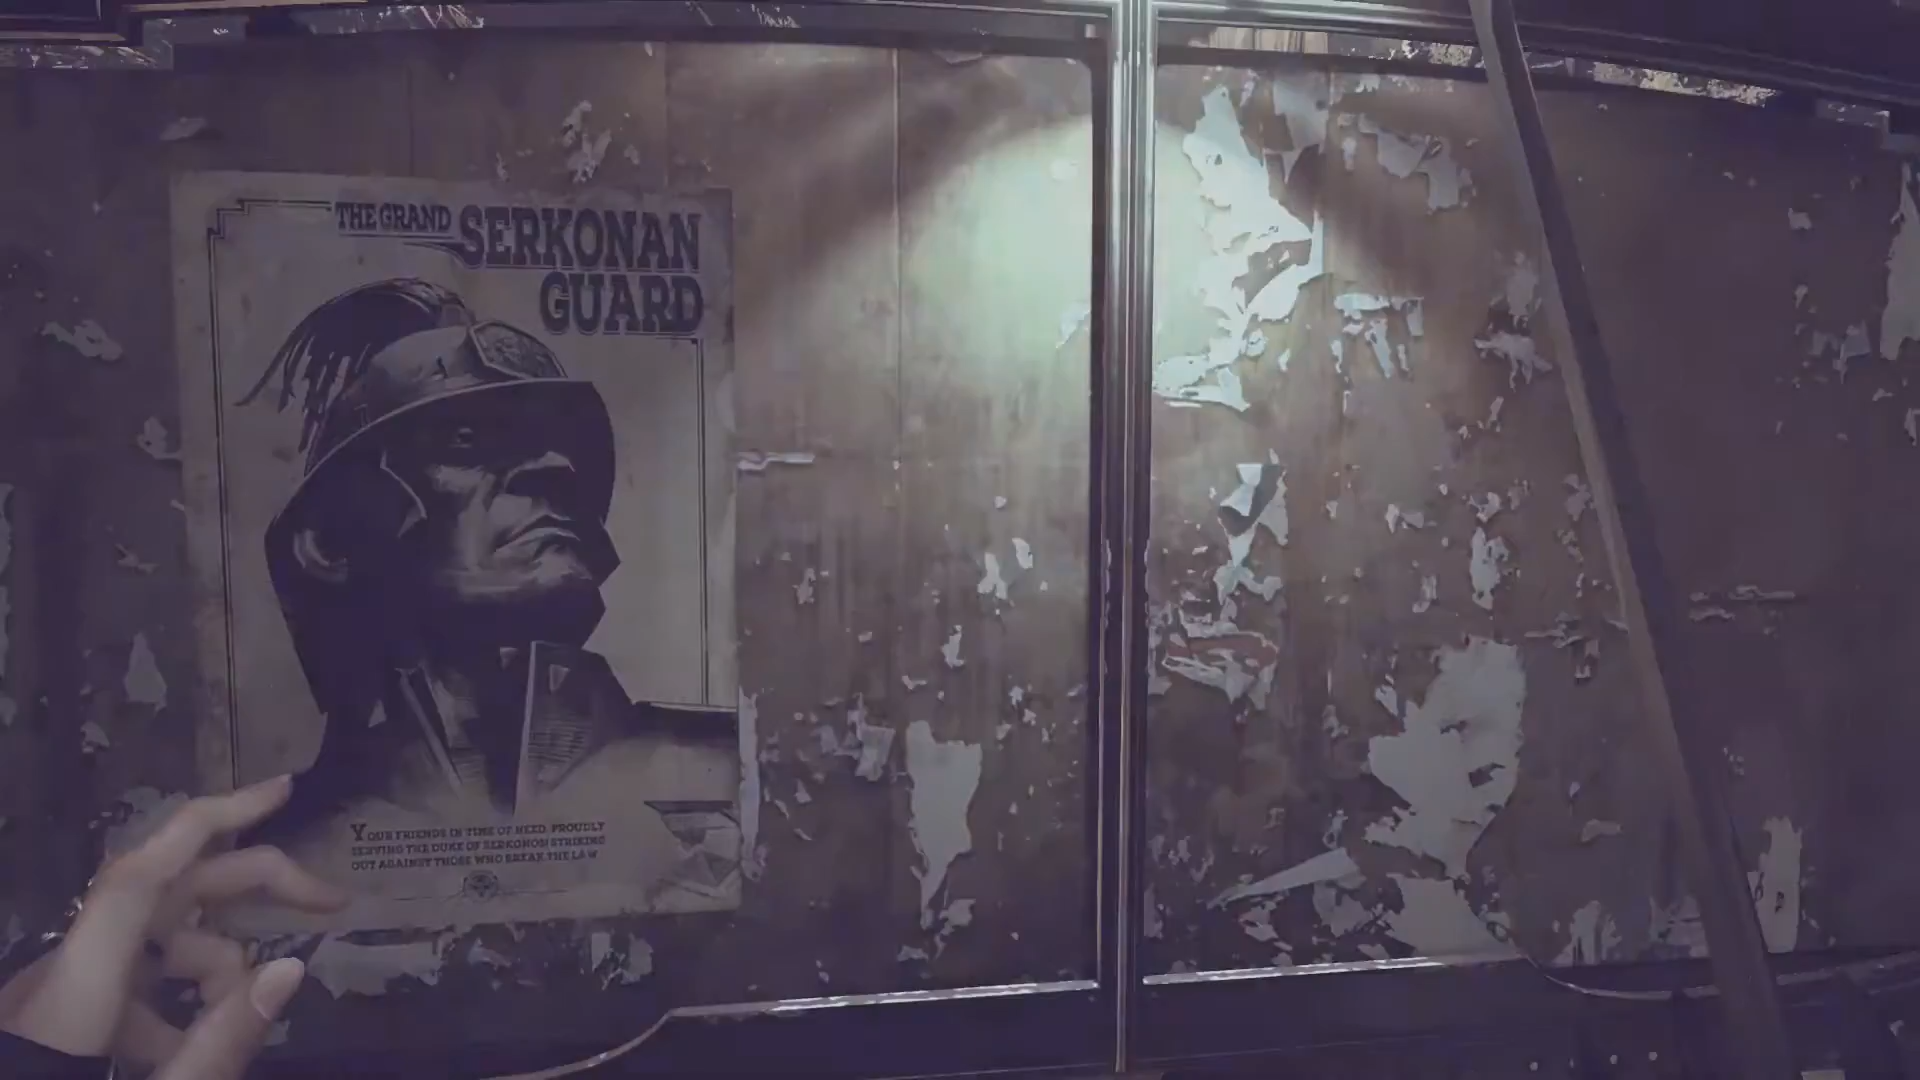 THE GRAND SERKONAN
GUARD
YOUR FRIENDS IN TIME OF NEED. PROUDLY
SERVING THE DUKE OF SERKONOS! STRIKING
OUT AGAINST THOSE WHO BREAK THE LAW